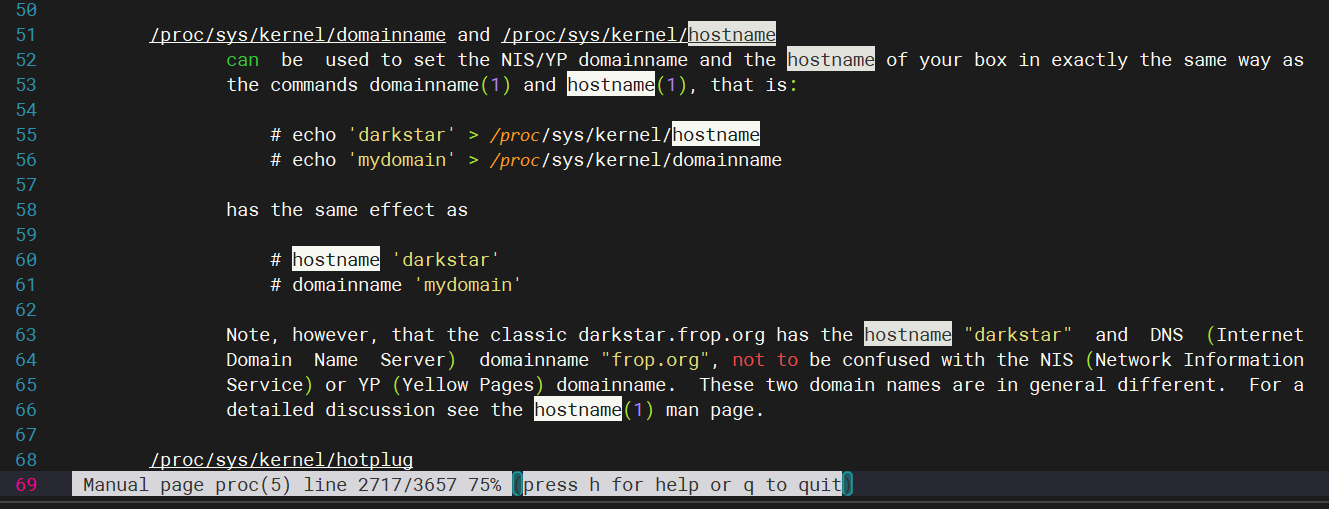 50
51 /proc/sys/kernel/domainname and /proc/sys/kernel/hostname
52 can be used to set the NIS/YP domainname and the hostname of your box in exactly the same way as
53 the commands domainname(1) and hostname(1), that is:
54
55 # echo 'darkstar' > /proc/sys/kernel/hostname
56 # echo 'mydomain' > /proc/sys/kernel/domainname
57
58 has the same effect as
59
60 # hostname 'darkstar'
61 # domainname 'mydomain'
62
63 Note, however, that the classic darkstar.frop.org has the hostname "darkstar" and DNS (Internet
64 Domain Name Server) domainname "frop.org", not to be confused with the NIS (Network Information
65 Service) or YP (Yellow Pages) domainname. These two domain names are in general different. For a
66 detailed discussion see the hostname(1) man page.
67
68 /proc/sys/kernel/hotplug
69 Manual page proc(5) line 2717/3657 75% (press h for help or q to quit)